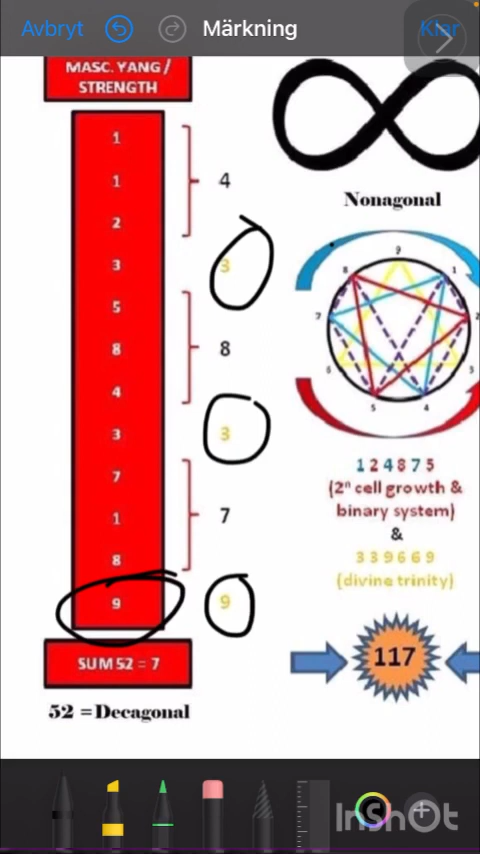 Avbryt
Märkning
Klar
MASC. YANG /
STRENGTH
1
1
2
3
5
8
4
3
7
1
8
9
4
3
8
3
7
9
SUM 52 = 7
52 =Decagonal
Nonagonal
9
8
1
7
2
6
3
5
4
1 2 4 8 7 5
(2ⁿ cell growth &
binary system)
&
3 3 9 6 6 9
(divine trinity)
117
InShOt